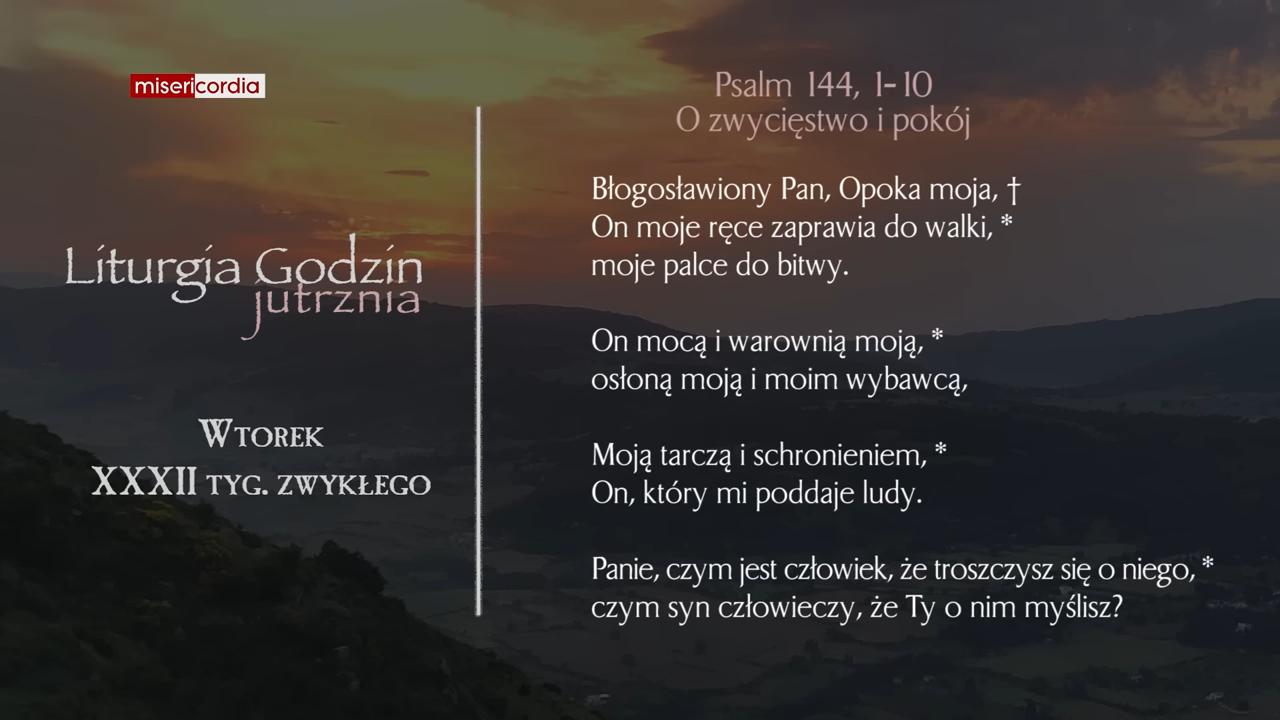 misericordia
Liturgia Godzin
jutrznia
Wtorek
XXXII tyg. zwykłego
Psalm 144, 1-10
O zwycięstwo i pokój
Błogosławiony Pan, Opoka moja, †
On moje ręce zaprawia do walki, *
moje palce do bitwy.
On mocą i warownią moją, *
osłoną moją i moim wybawcą,
Moją tarczą i schronieniem, *
On, który mi poddaje ludy.
Panie, czym jest człowiek, że troszczysz się o niego, *
czym syn człowieczy, że Ty o nim myślisz?